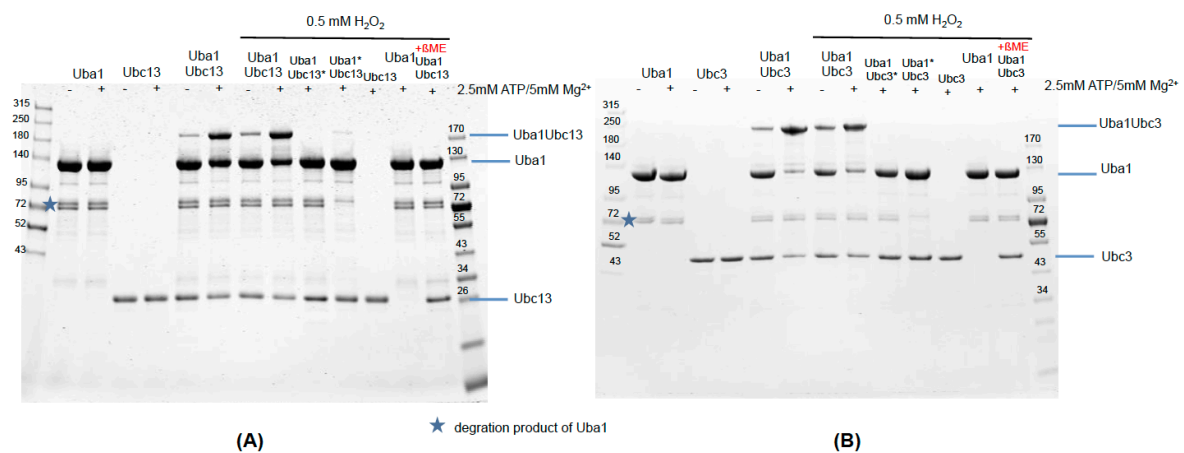 0.5 mM H₂O₂
Uba1 Ubc13 Uba1 Uba1 Uba1 Uba1* Uba1 +ßME
Ubc13 Ubc13 Ubc13* Ubc13 Ubc13 Uba1
Ubc13
- + - + - + - + + + + + + 2.5mM ATP/5mM Mg²⁺
315
250
180
140
95
72
52
43
170
130
95
72
55
43
34
26
Uba1Ubc13
Uba1
Ubc13
(A)
0.5 mM H₂O₂
Uba1 Ubc3 Uba1 Uba1 Uba1 Uba1* Uba1 +ßME
Ubc3 Ubc3 Ubc3* Ubc3 Ubc3 Uba1
Ubc3
- + - + - + - + + + + + + 2.5mM ATP/5mM Mg²⁺
315
250
180
140
95
72
52
43
170
130
95
72
55
43
34
Uba1Ubc3
Uba1
Ubc3
(B)
degration product of Uba1